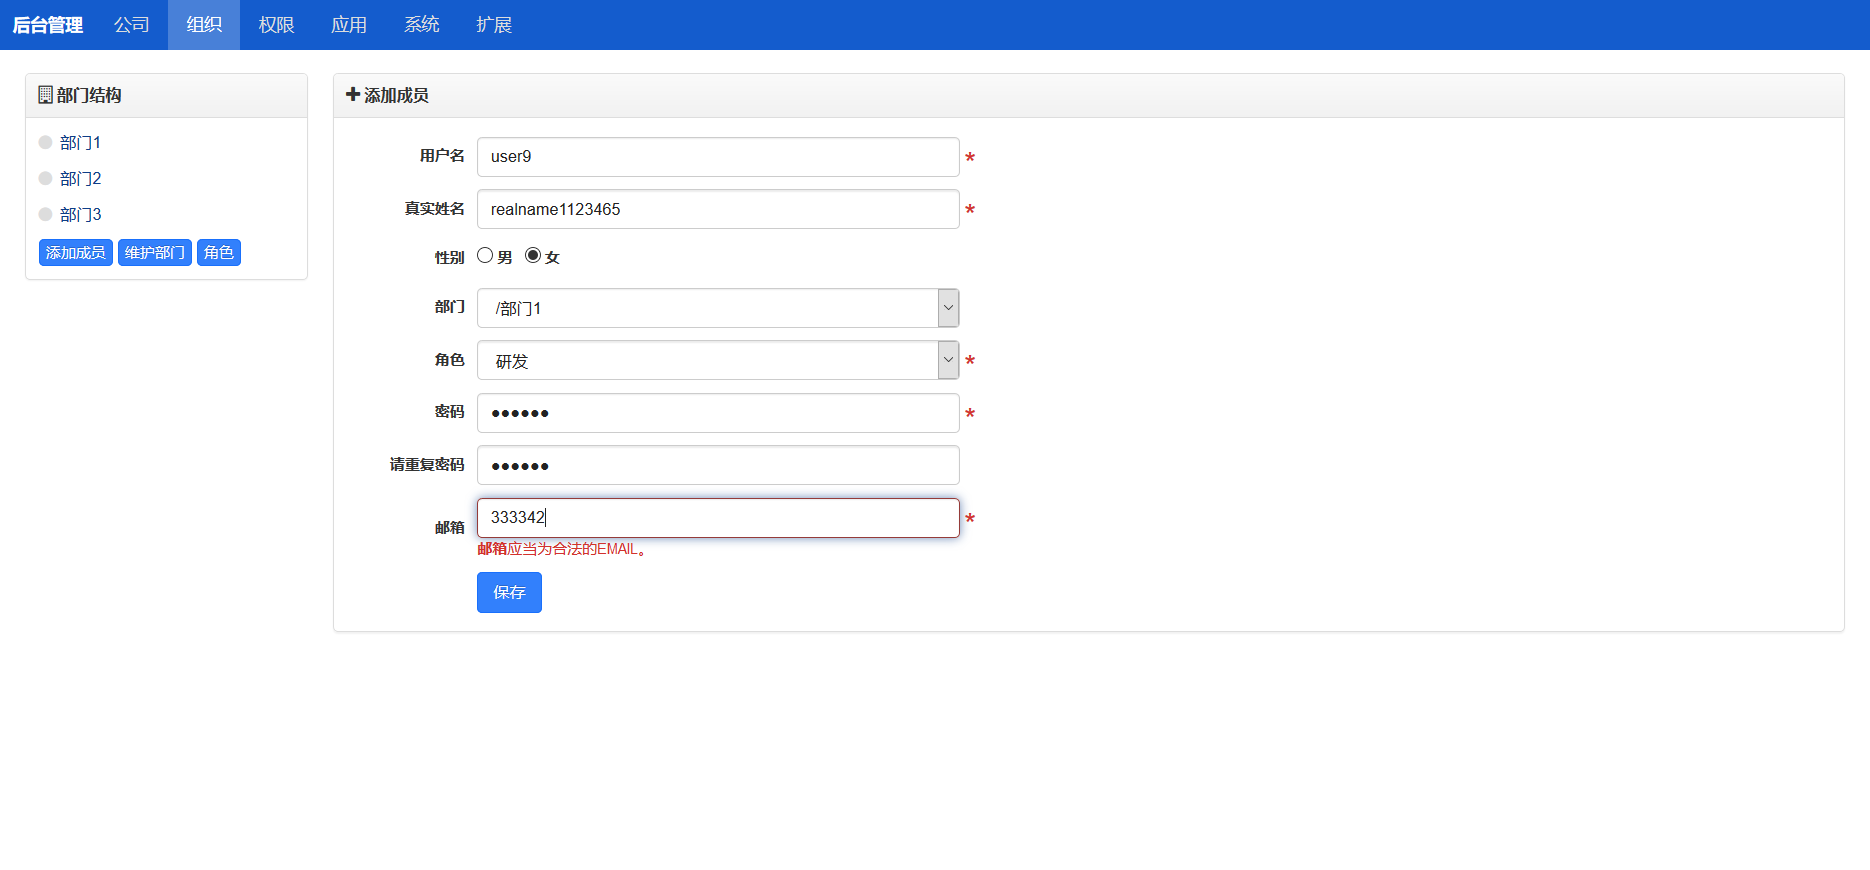 后台管理 公司 组织 权限 应用 系统 扩展
部门结构
部门1
部门2
部门3
添加成员 维护部门 角色
添加成员
用户名 user9 *
真实姓名 realname1123465 *
性别 男 女
部门 /部门1
角色 研发 *
密码 ●●●●●● *
请重复密码 ●●●●●●
邮箱 333342 *
邮箱应当为合法的EMAIL。
保存